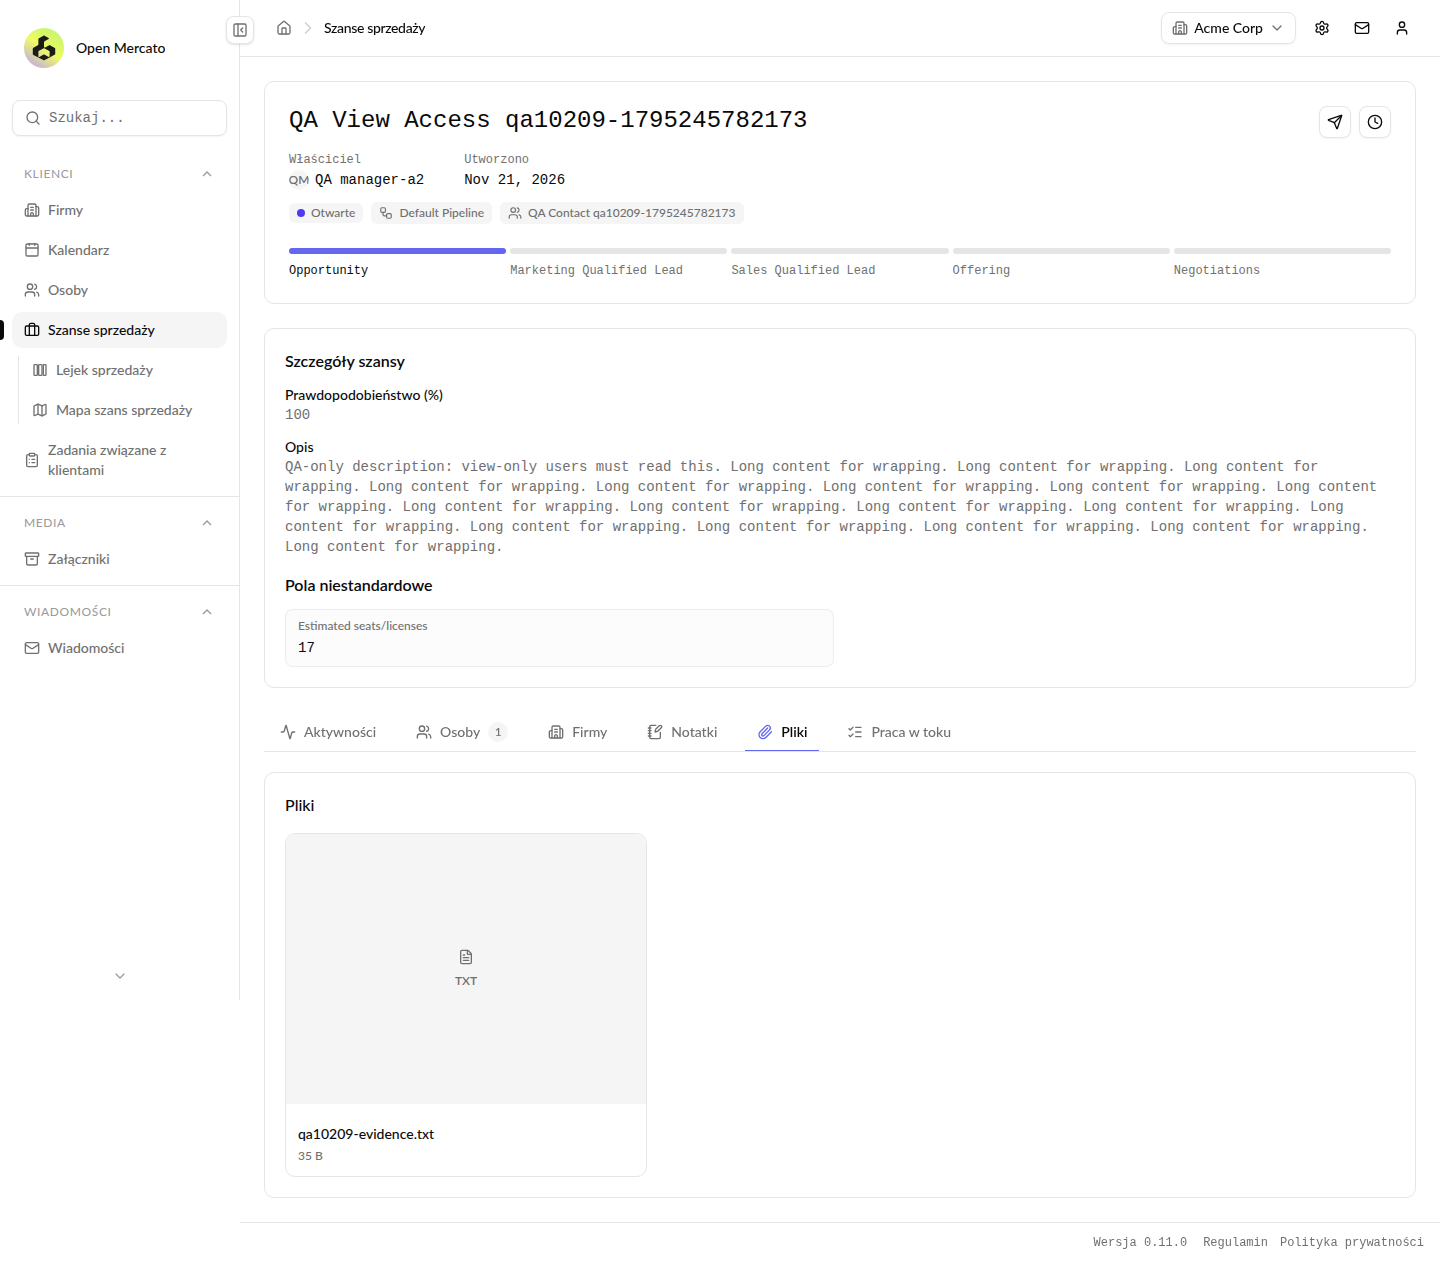 Open Mercato
Szukaj...
KLIENCI
Firmy
Kalendarz
Osoby
Szanse sprzedaży
Lejek sprzedaży
Mapa szans sprzedaży
Zadania związane z
klientami
MEDIA
Załączniki
WIADOMOŚCI
Wiadomości
Szanse sprzedaży
Acme Corp
QA View Access qa10209-1795245782173
Właściciel
QM QA manager-a2
Utworzono
Nov 21, 2026
Otwarte
Default Pipeline
QA Contact qa10209-1795245782173
Opportunity
Marketing Qualified Lead
Sales Qualified Lead
Offering
Negotiations
Szczegóły szansy
Prawdopodobieństwo (%)
100
Opis
QA-only description: view-only users must read this. Long content for wrapping. Long content for wrapping. Long content for
wrapping. Long content for wrapping. Long content for wrapping. Long content for wrapping. Long content for wrapping. Long content
for wrapping. Long content for wrapping. Long content for wrapping. Long content for wrapping. Long content for wrapping. Long
content for wrapping. Long content for wrapping. Long content for wrapping. Long content for wrapping. Long content for wrapping.
Long content for wrapping.
Pola niestandardowe
Estimated seats/licenses
17
Aktywności
Osoby 1
Firmy
Notatki
Pliki
Praca w toku
Pliki
TXT
qa10209-evidence.txt
35 B
Wersja 0.11.0
Regulamin
Polityka prywatności